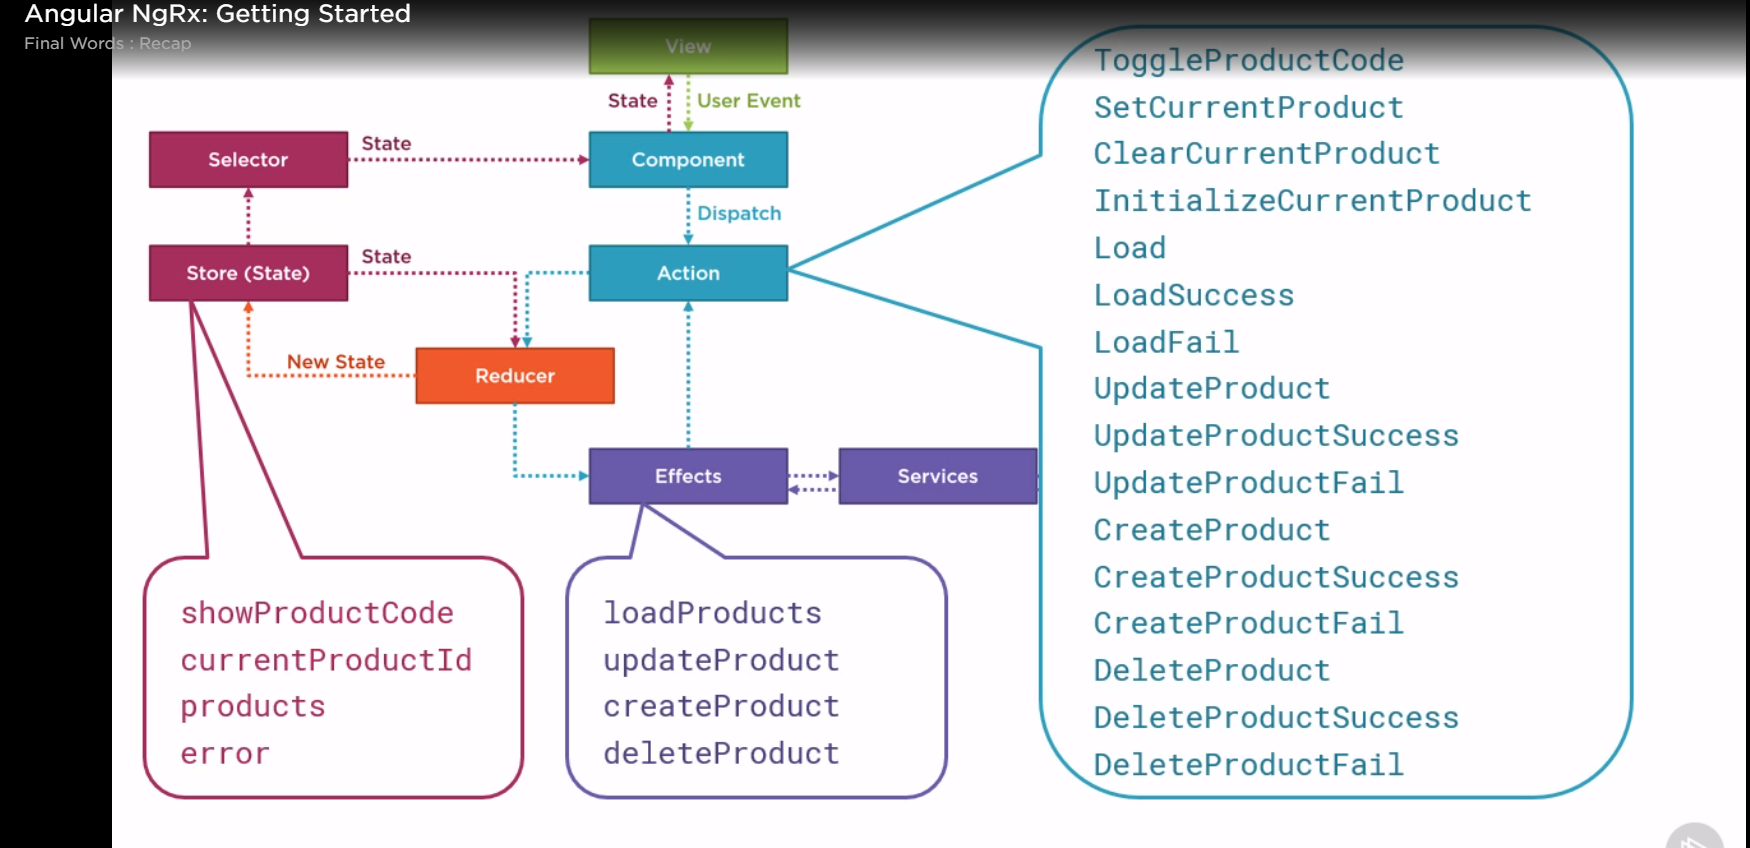 Angular NgRx: Getting Started
Final Words : Recap
View
State
User Event
Selector
State
Component
Dispatch
Store (State)
State
Action
New State
Reducer
Effects
Services
showProductCode
currentProductId
products
error
loadProducts
updateProduct
createProduct
deleteProduct
ToggleProductCode
SetCurrentProduct
ClearCurrentProduct
InitializeCurrentProduct
Load
LoadSuccess
LoadFail
UpdateProduct
UpdateProductSuccess
UpdateProductFail
CreateProduct
CreateProductSuccess
CreateProductFail
DeleteProduct
DeleteProductSuccess
DeleteProductFail